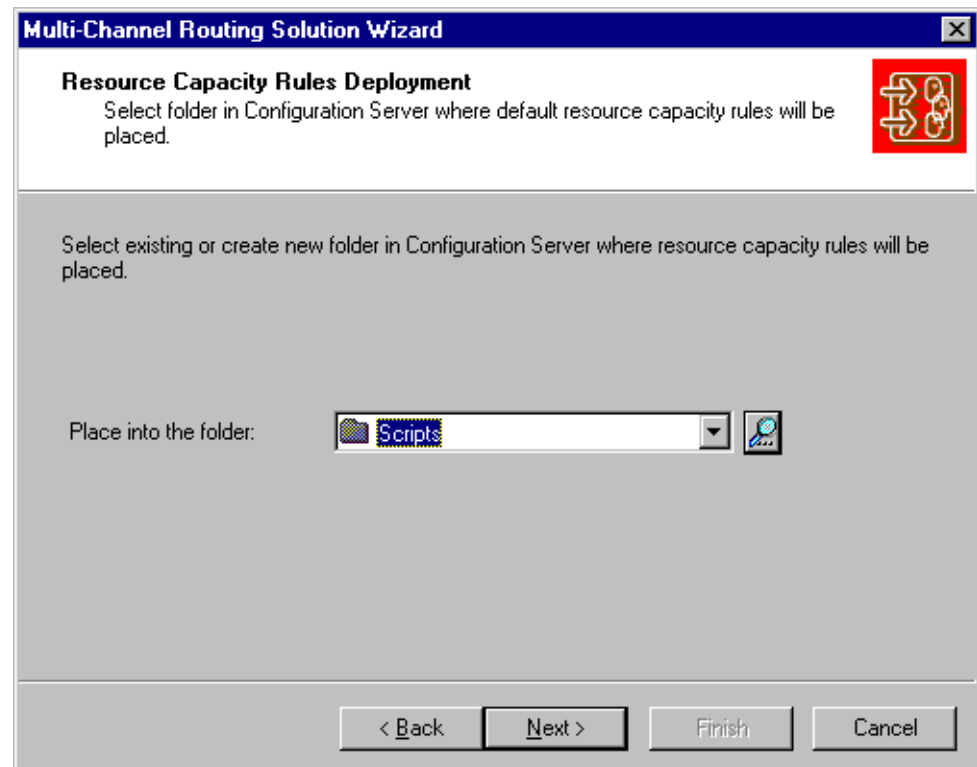 Multi-Channel Routing Solution Wizard
Resource Capacity Rules Deployment
Select folder in Configuration Server where default resource capacity rules will be
placed.
Select existing or create new folder in Configuration Server where resource capacity rules will be
placed.
Place into the folder: Scripts
< Back Next > Finish Cancel